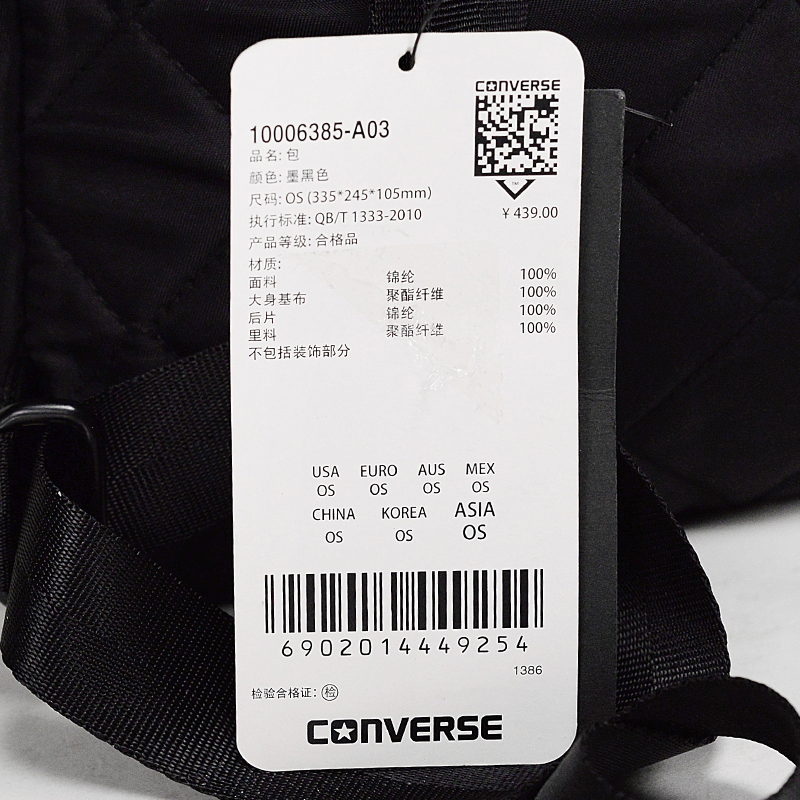 CONVERSE
10006385-A03
品名: 包
颜色: 墨黑色
尺码: OS (335*245*105mm)
执行标准: QB/T 1333-2010
¥ 439.00
产品等级: 合格品
材质:
面料 锦纶 100%
大身基布 聚酯纤维 100%
后片 锦纶 100%
里料 聚酯纤维 100%
不包括装饰部分
USA EURO AUS MEX
OS OS OS OS
CHINA KOREA ASIA
OS OS OS
6902014449254
1386
检验合格证: 检
CONVERSE